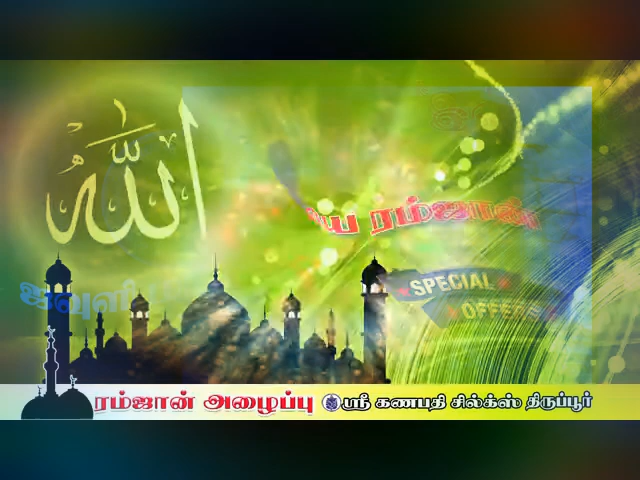 الله
ரம்ஜான்
SPECIAL
OFFERS
ரம்ஜான் அழைப்பு ஸ்ரீ கணபதி சில்க்ஸ் திருப்பூர்